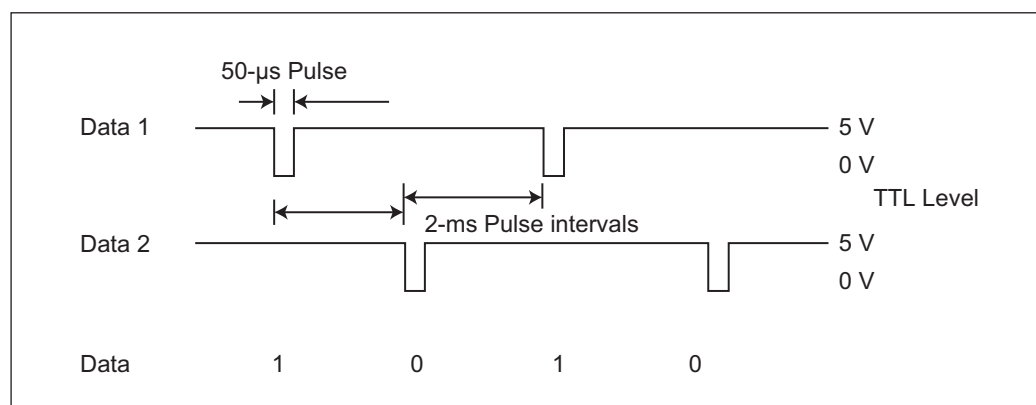 50-µs Pulse
Data 1
5 V
0 V
TTL Level
2-ms Pulse intervals
Data 2
5 V
0 V
Data 1 0 1 0